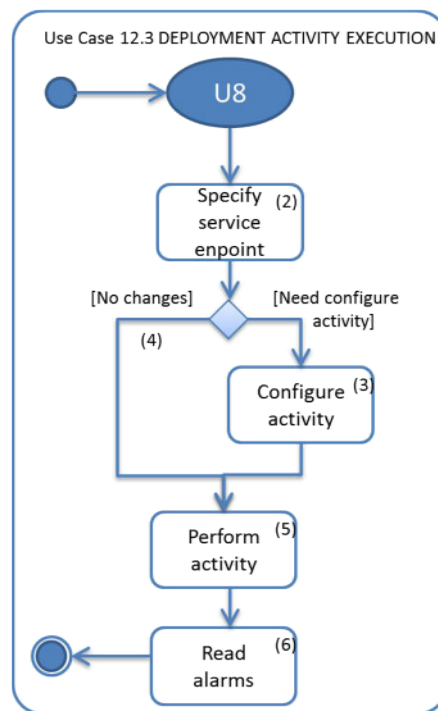 Use Case 12.3 DEPLOYMENT ACTIVITY EXECUTION
U8
Specify (2)
service
enpoint
[No changes] [Need configure
activity]
(4)
Configure (3)
activity
Perform (5)
activity
Read (6)
alarms